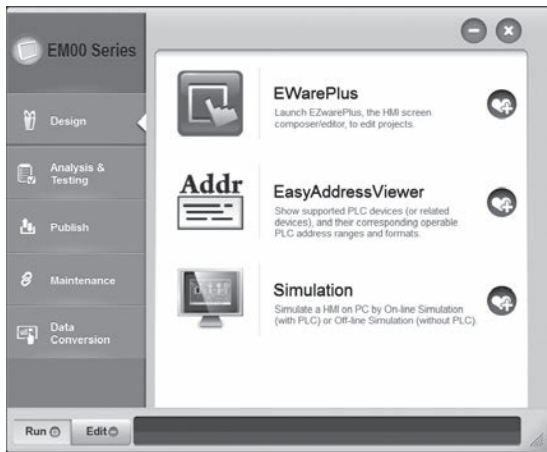 EM00 Series
Design
Analysis &
Testing
Publish
Maintenance
Data
Conversion
EWarePlus
Launch EZwarePlus, the HMI screen
composer/editor, to edit projects.
Addr
EasyAddressViewer
Show supported PLC devices (or related
devices), and their corresponding operable
PLC address ranges and formats.
Simulation
Simulate a HMI on PC by On-line Simulation
(with PLC) or Off-line Simulation (without PLC).
Run
Edit